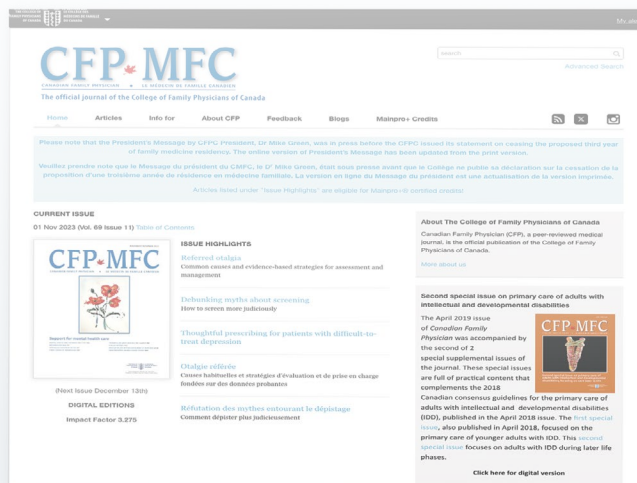 My alerts
CFP MFC
CANADIAN FAMILY PHYSICIAN LE MÉDECIN DE FAMILLE CANADIEN
The official journal of the College of Family Physicians of Canada
Search
Advanced Search
Home Articles Info for About CFP Feedback Blogs Mainpro+ Credits
Please note that the President's Message by CFPC President, Dr Mike Green, was in press before the CFPC issued its statement on ceasing the proposed third year
of family medicine residency. The online version of President's Message has been updated from the print version.
Veuillez prendre note que le Message du président du CMFC, le Dr Mike Green, était sous presse avant que le Collège ne publie sa déclaration sur la cessation de la
proposition d'une troisième année de résidence en médecine familiale. La version en ligne du Message du président est une actualisation de la version imprimée.
Articles listed under "Issue Highlights" are eligible for Mainpro+® certified credits!
CURRENT ISSUE
01 Nov 2023 (Vol. 69 Issue 11) Table of Contents
CFP MFC
Support for mental health care
(Next Issue December 13th)
DIGITAL EDITIONS
Impact Factor 3.275
ISSUE HIGHLIGHTS
Referred otalgia
Common causes and evidence-based strategies for assessment and
management
Debunking myths about screening
How to screen more judiciously
Thoughtful prescribing for patients with difficult-to-
treat depression
Otalgie référée
Causes habituelles et stratégies d'évaluation et de prise en charge
fondées sur des données probantes
Réfutation des mythes entourant le dépistage
Comment dépister plus judicieusement
About The College of Family Physicians of Canada
Canadian Family Physician (CFP), a peer-reviewed medical
journal, is the official publication of the College of Family
Physicians of Canada.
More about us
Second special issue on primary care of adults with
intellectual and developmental disabilities
The April 2019 issue
of Canadian Family
Physician was accompanied by
the second of 2
special supplemental issues of
the journal. These special issues
are full of practical content that
complements the 2018
CFP MFC
Canadian consensus guidelines for the primary care of
adults with intellectual and developmental disabilities
(IDD), published in the April 2018 issue. The first special
issue, also published in April 2018, focused on the
primary care of younger adults with IDD. This second
special issue focuses on adults with IDD during later life
phases.
Click here for digital version